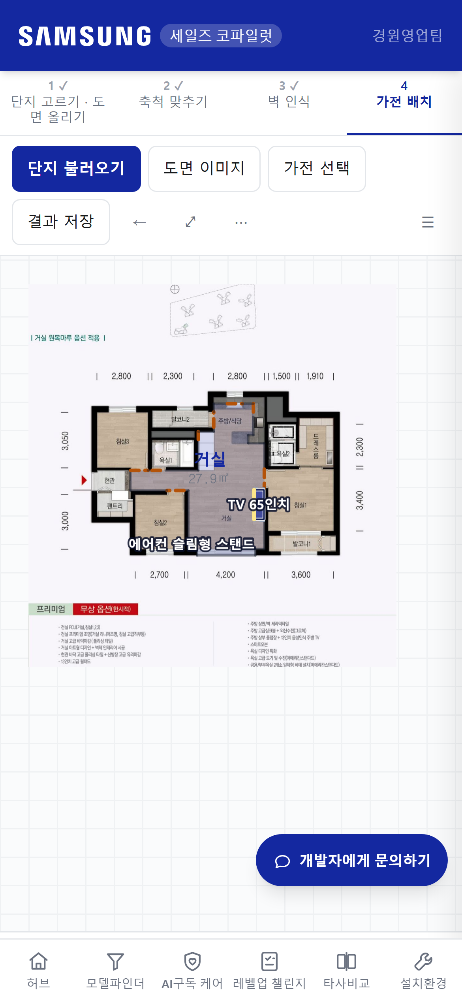 SAMSUNG 세일즈 코파일럿 경원영업팀
1 ✓ 2 ✓ 3 ✓ 4
단지 고르기 · 도면 올리기 축척 맞추기 벽 인식 가전 배치
단지 불러오기 도면 이미지 가전 선택
결과 저장 ← ⤢ ··· ☰
| 거실 원목마루 옵션 적용 |
2,800 2,300 2,800 1,500 1,910
주방/식당
발코니2
침실3
3,050
드레스룸
2,300
욕실2
욕실1
거실
27.9㎡
현관
TV 65인치
침실1
3,400
팬트리
거실
침실2
3,000
에어컨 슬림형 스탠드
발코니1
2,700 4,200 3,600
프리미엄 무상 옵션(한시적)
· 전실 FCU(거실,침실1,2,3)
· 전실 프리미엄 조명(거실 리니어조명, 침실 고급직부등)
· 거실 고급 바닥마감 ( 폴리싱 타일)
· 거실 아트월 디자인 + 벽체 인테리어 시공
· 현관 바닥 고급 폴리싱 타일 + 신발장 고급 유리마감
· 13인치 고급 월패드
· 주방 상판/벽 세라믹타일
· 주방 고급싱크볼 + 외산수전(그로헤)
· 주방 상부 플랩장 + 13인치 음성인식 주방 TV
· 스마트오븐
· 욕실 디자인 특화
· 욕실 고급 도기 및 수전(아메리칸스탠다드)
· 공용/부부욕실 2개소 일체형 비데 설치(아메리칸스탠다드)
개발자에게 문의하기
허브 모델파인더 AI구독 케어 레벨업 챌린지 타사비교 설치환경